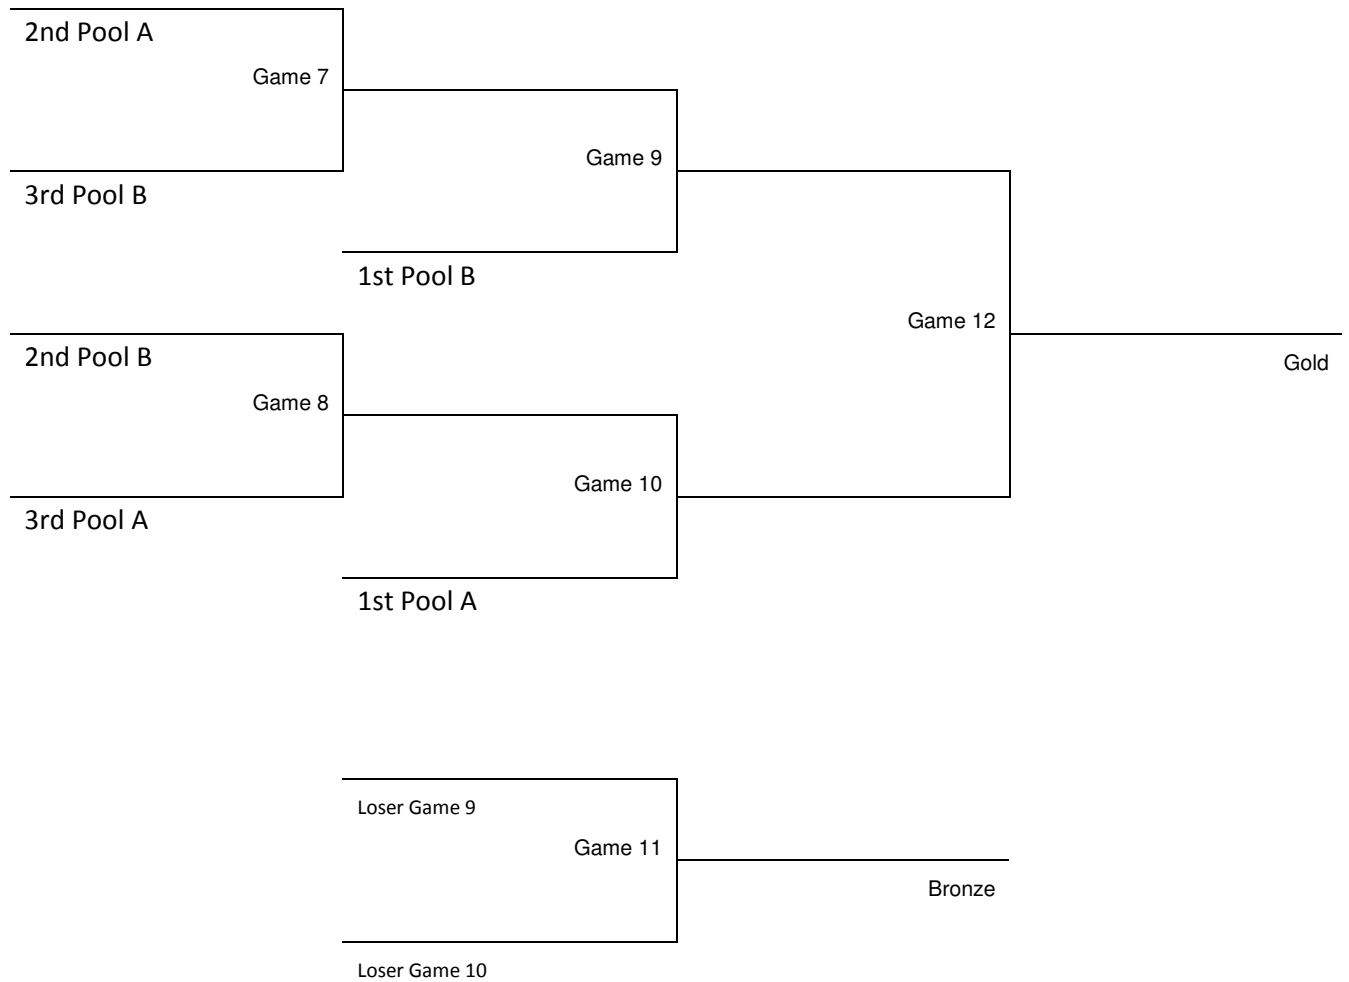 2nd Pool A
Game 7
Game 9
3rd Pool B
1st Pool B
Game 12
2nd Pool B
Gold
Game 8
Game 10
3rd Pool A
1st Pool A
Loser Game 9
Game 11
Bronze
Loser Game 10